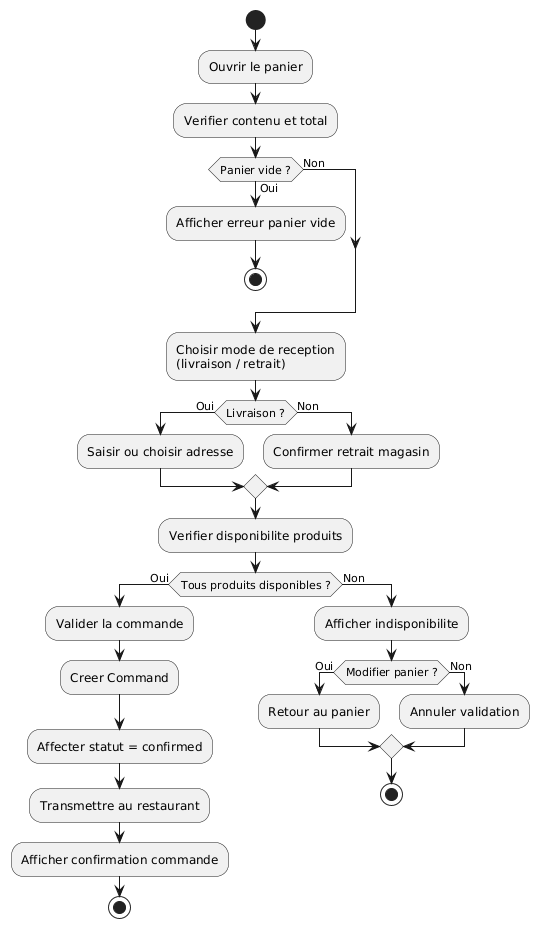 Ouvrir le panier
Verifier contenu et total
Panier vide ?
Non
Oui
Afficher erreur panier vide
Choisir mode de reception
(livraison / retrait)
Oui
Livraison ?
Non
Saisir ou choisir adresse
Confirmer retrait magasin
Verifier disponibilite produits
Oui
Tous produits disponibles ?
Non
Valider la commande
Afficher indisponibilite
Creer Command
Oui
Modifier panier ?
Non
Retour au panier
Annuler validation
Affecter statut = confirmed
Transmettre au restaurant
Afficher confirmation commande